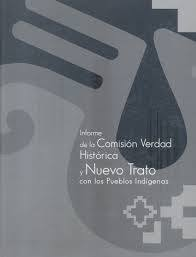 Informe
de la Comisión Verdad
Histórica
y Nuevo Trato
con los Pueblos Indígenas